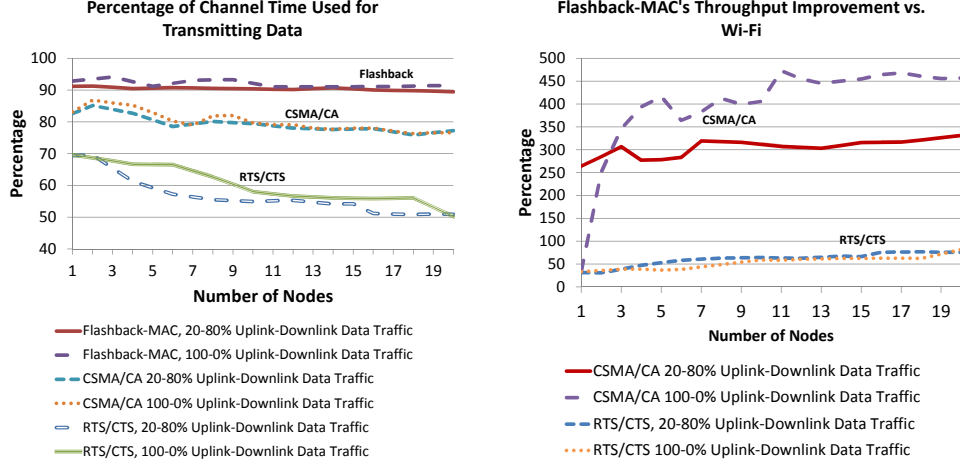 Percentage of Channel Time Used for
Transmitting Data
100
90
80
70
60
50
40
Percentage
Flashback
CSMA/CA
RTS/CTS
1 3 5 7 9 11 13 15 17 19
Number of Nodes
Flashback-MAC, 20-80% Uplink-Downlink Data Traffic
Flashback-MAC, 100-0% Uplink-Downlink Data Traffic
CSMA/CA 20-80% Uplink-Downlink Data Traffic
CSMA/CA 100-0% Uplink-Downlink Data Traffic
RTS/CTS, 20-80% Uplink-Downlink Data Traffic
RTS/CTS, 100-0% Uplink-Downlink Data Traffic
Flashback-MAC's Throughput Improvement vs.
Wi-Fi
500
450
400
350
300
250
200
150
100
50
0
Percentage
CSMA/CA
RTS/CTS
1 3 5 7 9 11 13 15 17 19
Number of Nodes
CSMA/CA 20-80% Uplink-Downlink Data Traffic
CSMA/CA 100-0% Uplink-Downlink Data Traffic
RTS/CTS, 20-80% Uplink-Downlink Data Traffic
RTS/CTS 100-0% Uplink-Downlink Data Traffic